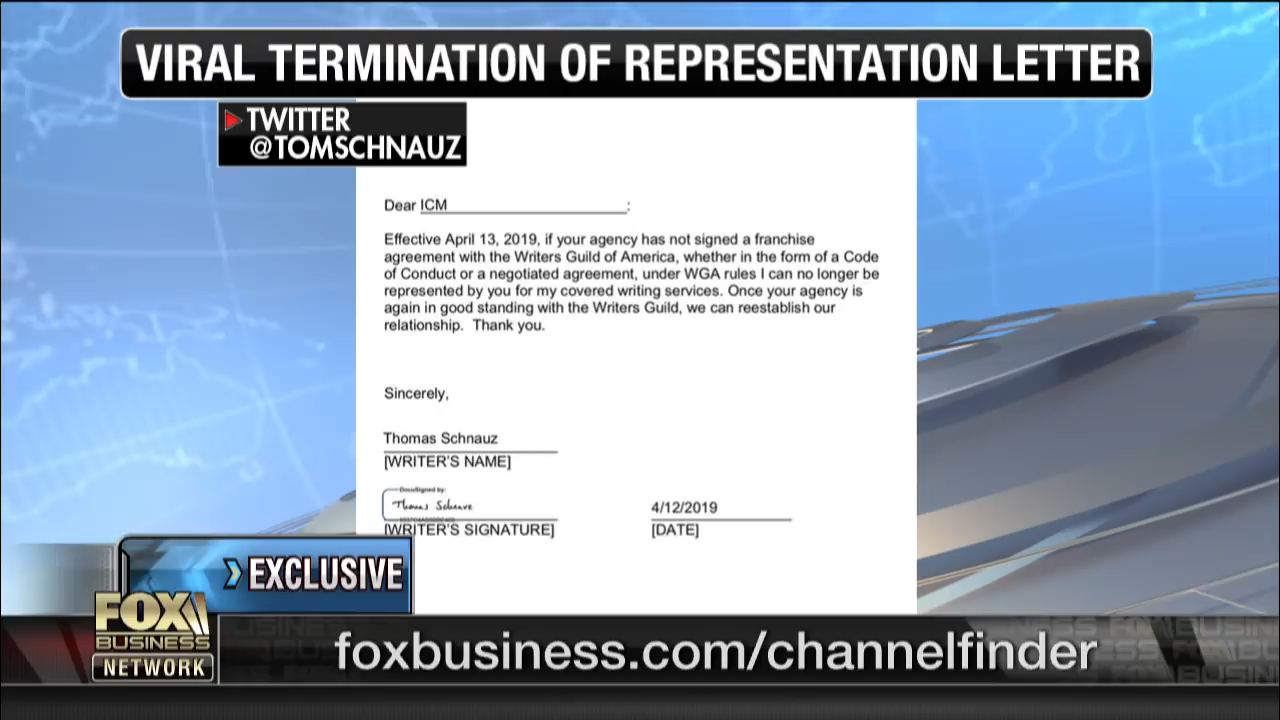 VIRAL TERMINATION OF REPRESENTATION LETTER
TWITTER
@TOMSCHNAUZ
Dear ICM :
Effective April 13, 2019, if your agency has not signed a franchise
agreement with the Writers Guild of America, whether in the form of a Code
of Conduct or a negotiated agreement, under WGA rules I can no longer be
represented by you for my covered writing services. Once your agency is
again in good standing with the Writers Guild, we can reestablish our
relationship. Thank you.
Sincerely,
Thomas Schnauz
[WRITER'S NAME]
DocuSigned by:
Thomas Schnauz
4/12/2019
[WRITER'S SIGNATURE]
[DATE]
EXCLUSIVE
FOX
BUSINESS
NETWORK
foxbusiness.com/channelfinder